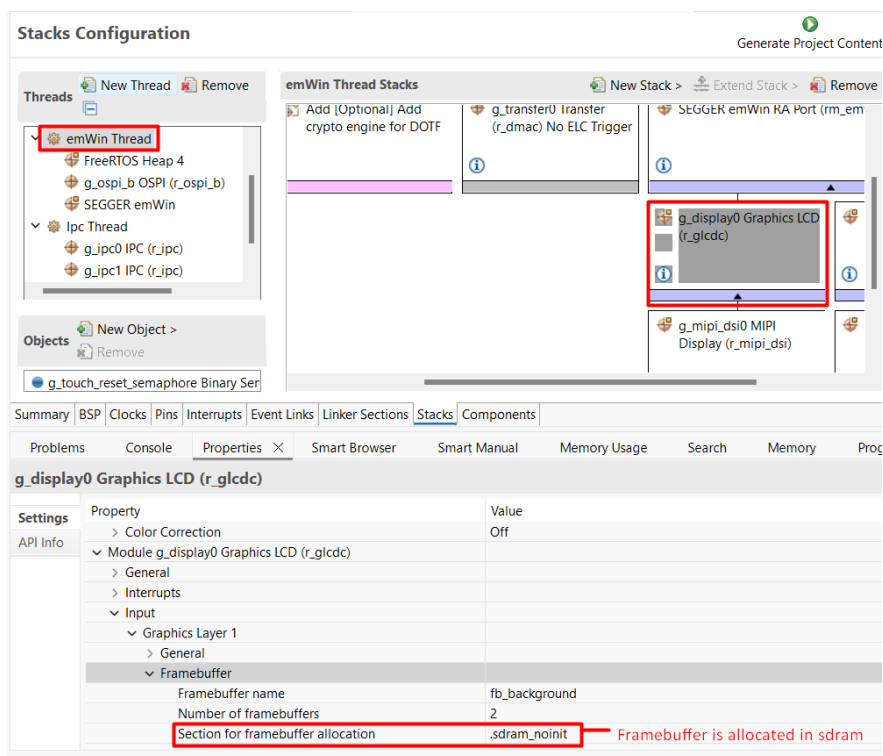 Stacks Configuration
Generate Project Content
Threads
New Thread
Remove
emWin Thread
FreeRTOS Heap 4
g_ospi_b OSPI (r_ospi_b)
SEGGER emWin
Ipc Thread
g_ipc0 IPC (r_ipc)
g_ipc1 IPC (r_ipc)
Objects
New Object >
Remove
g_touch_reset_semaphore Binary Ser
emWin Thread Stacks
New Stack >
Extend Stack >
Remove
Add [Optional] Add
crypto engine for DOTF
g_transfer0 Transfer
(r_dmac) No ELC Trigger
SEGGER emWin RA Port (rm_em
g_display0 Graphics LCD
(r_glcdc)
g_mipi_dsi0 MIPI
Display (r_mipi_dsi)
Summary BSP Clocks Pins Interrupts Event Links Linker Sections Stacks Components
Problems Console Properties Smart Browser Smart Manual Memory Usage Search Memory Prog
g_display0 Graphics LCD (r_glcdc)
Settings
API Info
Property Value
Color Correction Off
Module g_display0 Graphics LCD (r_glcdc)
General
Interrupts
Input
Graphics Layer 1
General
Framebuffer
Framebuffer name fb_background
Number of framebuffers 2
Section for framebuffer allocation .sdram_noinit
Framebuffer is allocated in sdram